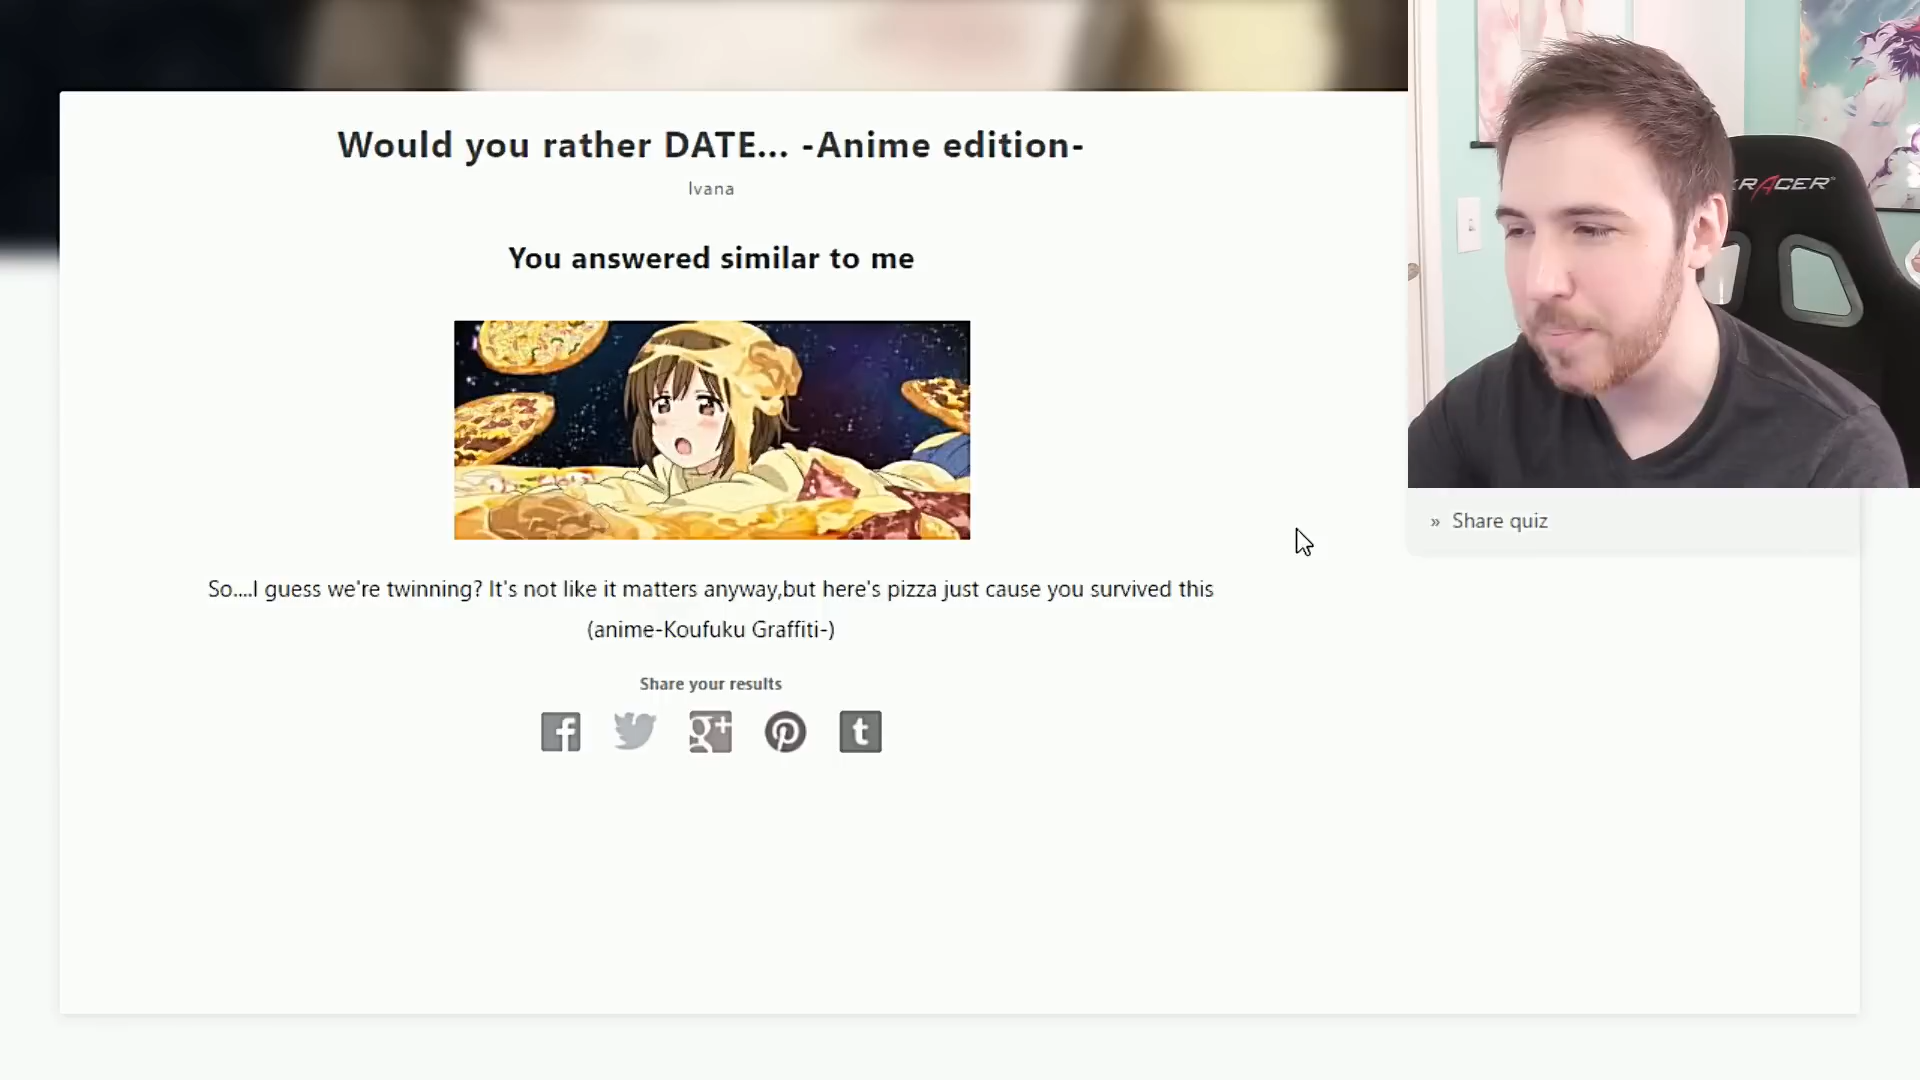 Would you rather DATE... -Anime edition-
Ivana
You answered similar to me
So....I guess we're twinning? It's not like it matters anyway,but here's pizza just cause you survived this
(anime-Koufuku Graffiti-)
Share your results
f g+ p t
» Share quiz
RACER